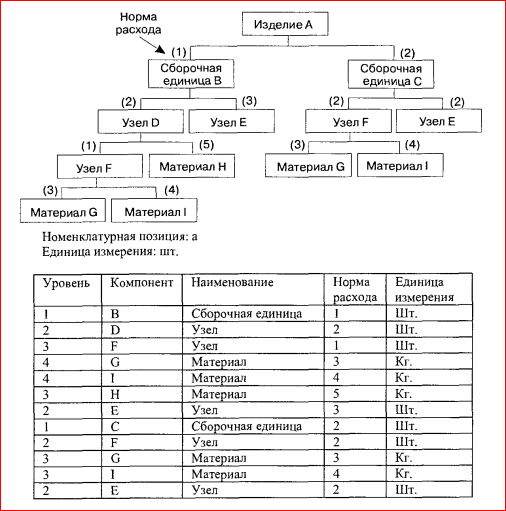 Норма
расхода
Изделие А
(1) (2)
Сборочная
единица В
Сборочная
единица С
(2) (3) (2) (2)
Узел D Узел Е Узел F Узел Е
(1) (5) (3) (4)
Узел F Материал Н Материал G Материал I
(3) (4)
Материал G Материал I
Номенклатурная позиция: а
Единица измерения: шт.
Уровень Компонент Наименование Норма расхода Единица измерения
1 B Сборочная единица 1 Шт.
2 D Узел 2 Шт.
3 F Узел 1 Шт.
4 G Материал 3 Кг.
4 I Материал 4 Кг.
3 H Материал 5 Кг.
2 E Узел 3 Шт.
1 C Сборочная единица 2 Шт.
2 F Узел 2 Шт.
3 G Материал 3 Кг.
3 I Материал 4 Кг.
2 E Узел 2 Шт.